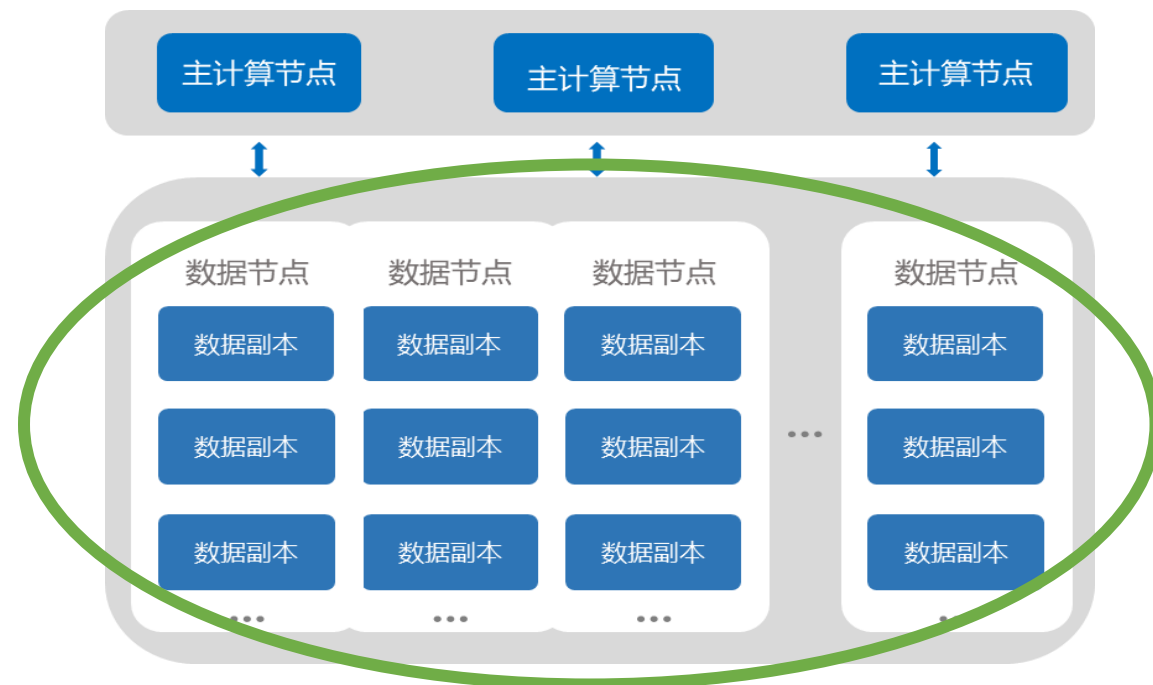 主计算节点 主计算节点 主计算节点
数据节点 数据节点 数据节点 数据节点
数据副本 数据副本 数据副本 数据副本
数据副本 数据副本 数据副本 ... 数据副本
数据副本 数据副本 数据副本 数据副本
... ... ... ...